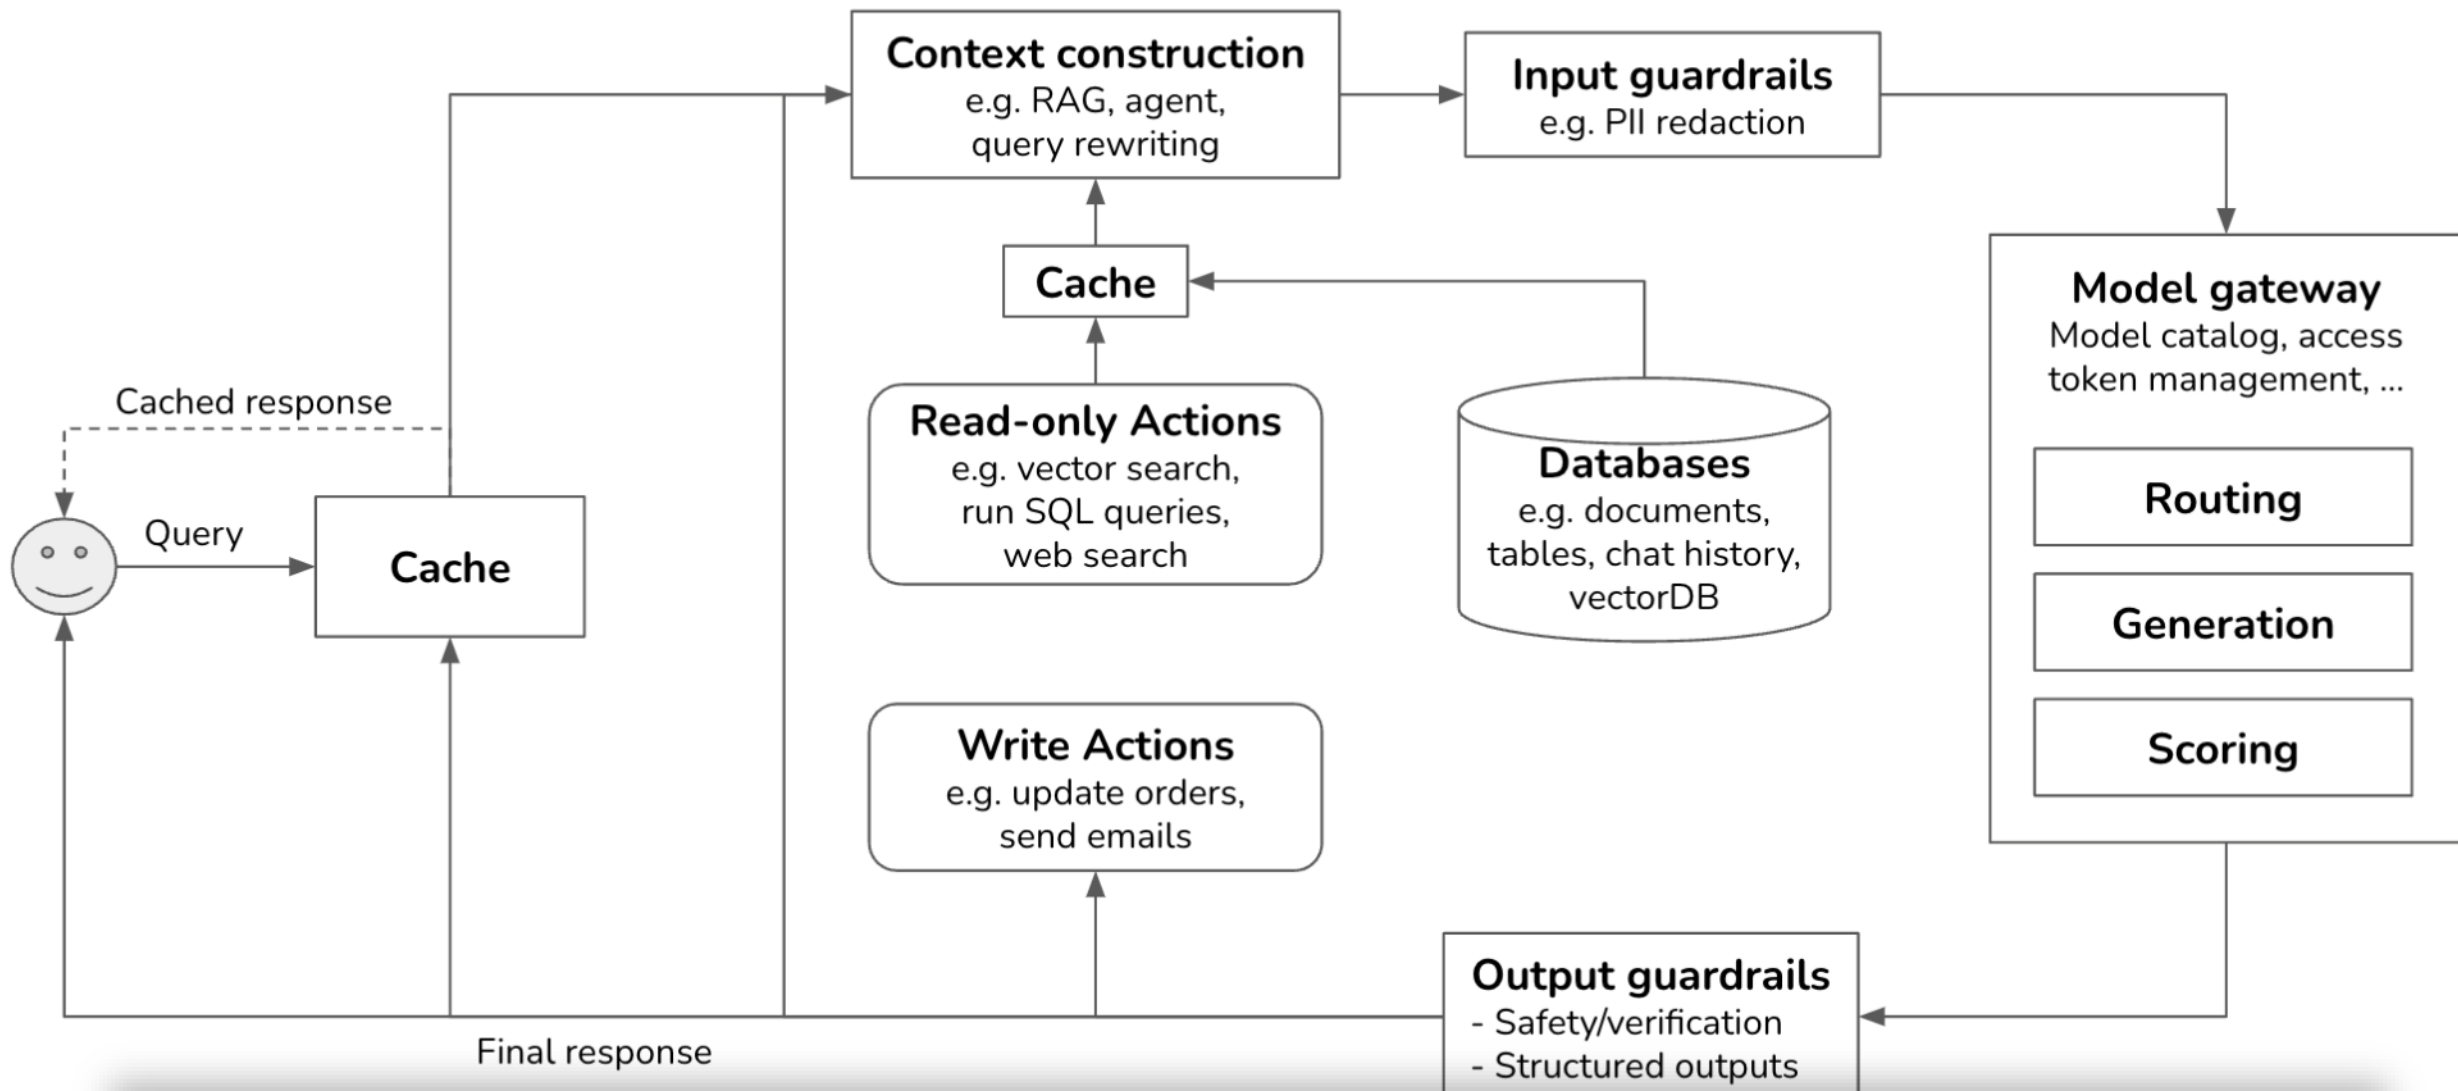 Context construction
e.g. RAG, agent,
query rewriting
Input guardrails
e.g. PII redaction
Cache
Model gateway
Model catalog, access
token management, ...
Cached response
Read-only Actions
e.g. vector search,
run SQL queries,
web search
Databases
e.g. documents,
tables, chat history,
vectorDB
Routing
Query
Cache
Generation
Write Actions
e.g. update orders,
send emails
Scoring
Output guardrails
- Safety/verification
- Structured outputs
Final response